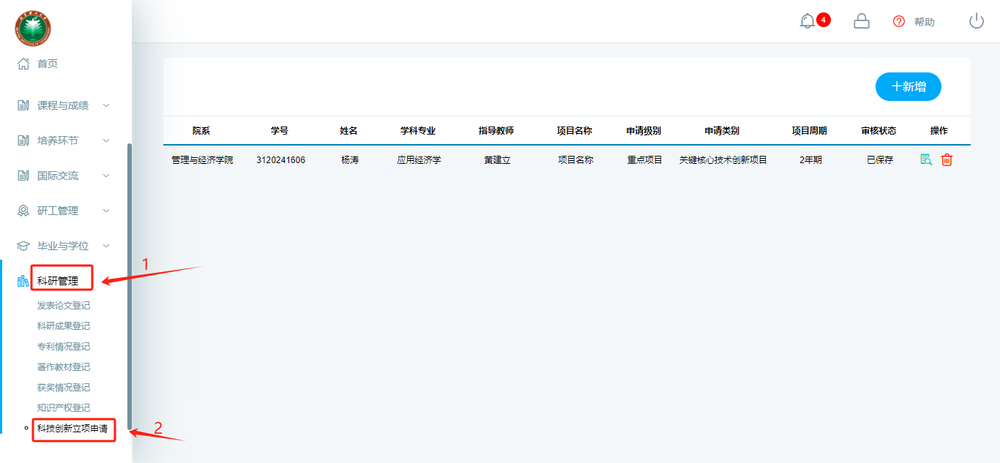 4
帮助
首页
课程与成绩
培养环节
国际交流
研工管理
毕业与学位
科研管理
发表论文登记
科研成果登记
专利情况登记
著作教材登记
获奖情况登记
知识产权登记
科技创新立项申请
1
2
新增
院系 学号 姓名 学科专业 指导教师 项目名称 申请级别 申请类别 项目周期 审核状态 操作
管理与经济学院 3120241606 杨涛 应用经济学 黄建立 项目名称 重点项目 关键核心技术创新项目 2年期 已保存